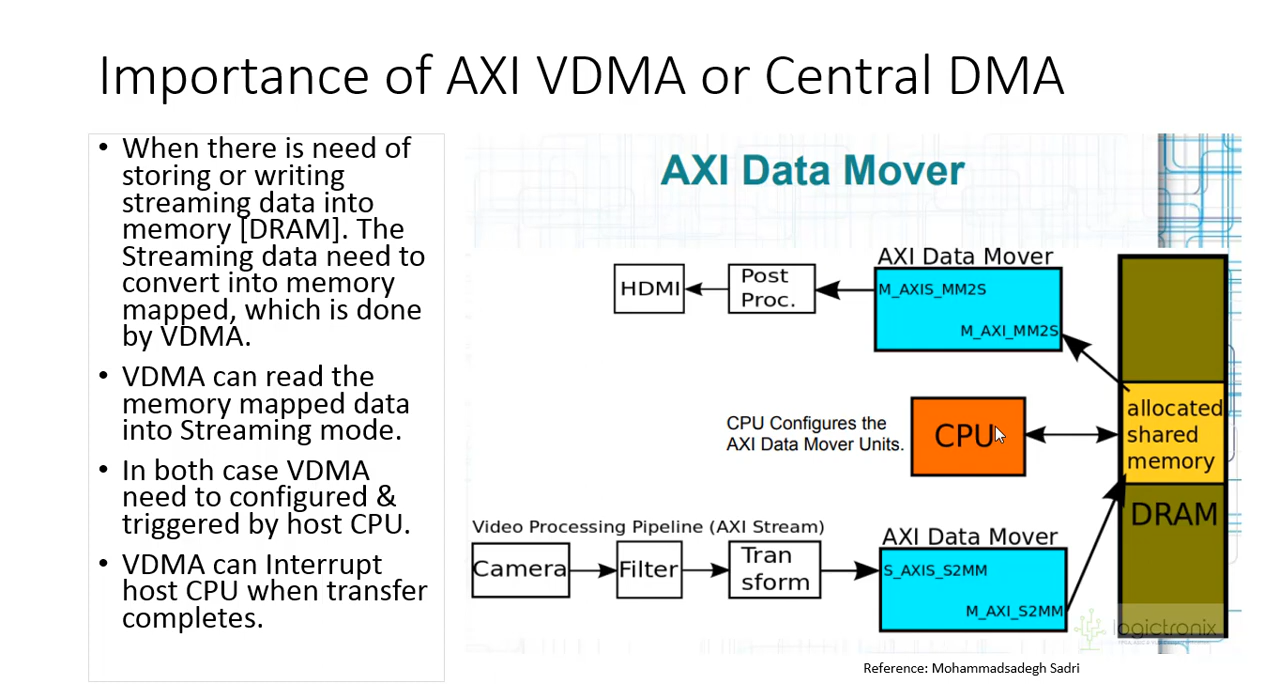 Importance of AXI VDMA or Central DMA
• When there is need of
storing or writing
streaming data into
memory [DRAM]. The
Streaming data need to
convert into memory
mapped, which is done
by VDMA.
• VDMA can read the
memory mapped data
into Streaming mode.
• In both case VDMA
need to configured &
triggered by host CPU.
• VDMA can Interrupt
host CPU when transfer
completes.
AXI Data Mover
AXI Data Mover
HDMI
Post
Proc.
M_AXIS_MM2S
M_AXI_MM2S
CPU Configures the
AXI Data Mover Units.
CPU
allocated
shared
memory
DRAM
Video Processing Pipeline (AXI Stream)
Camera
Filter
Tran
sform
AXI Data Mover
S_AXIS_S2MM
M_AXI_S2MM
logictronix
Reference: Mohammadsadegh Sadri